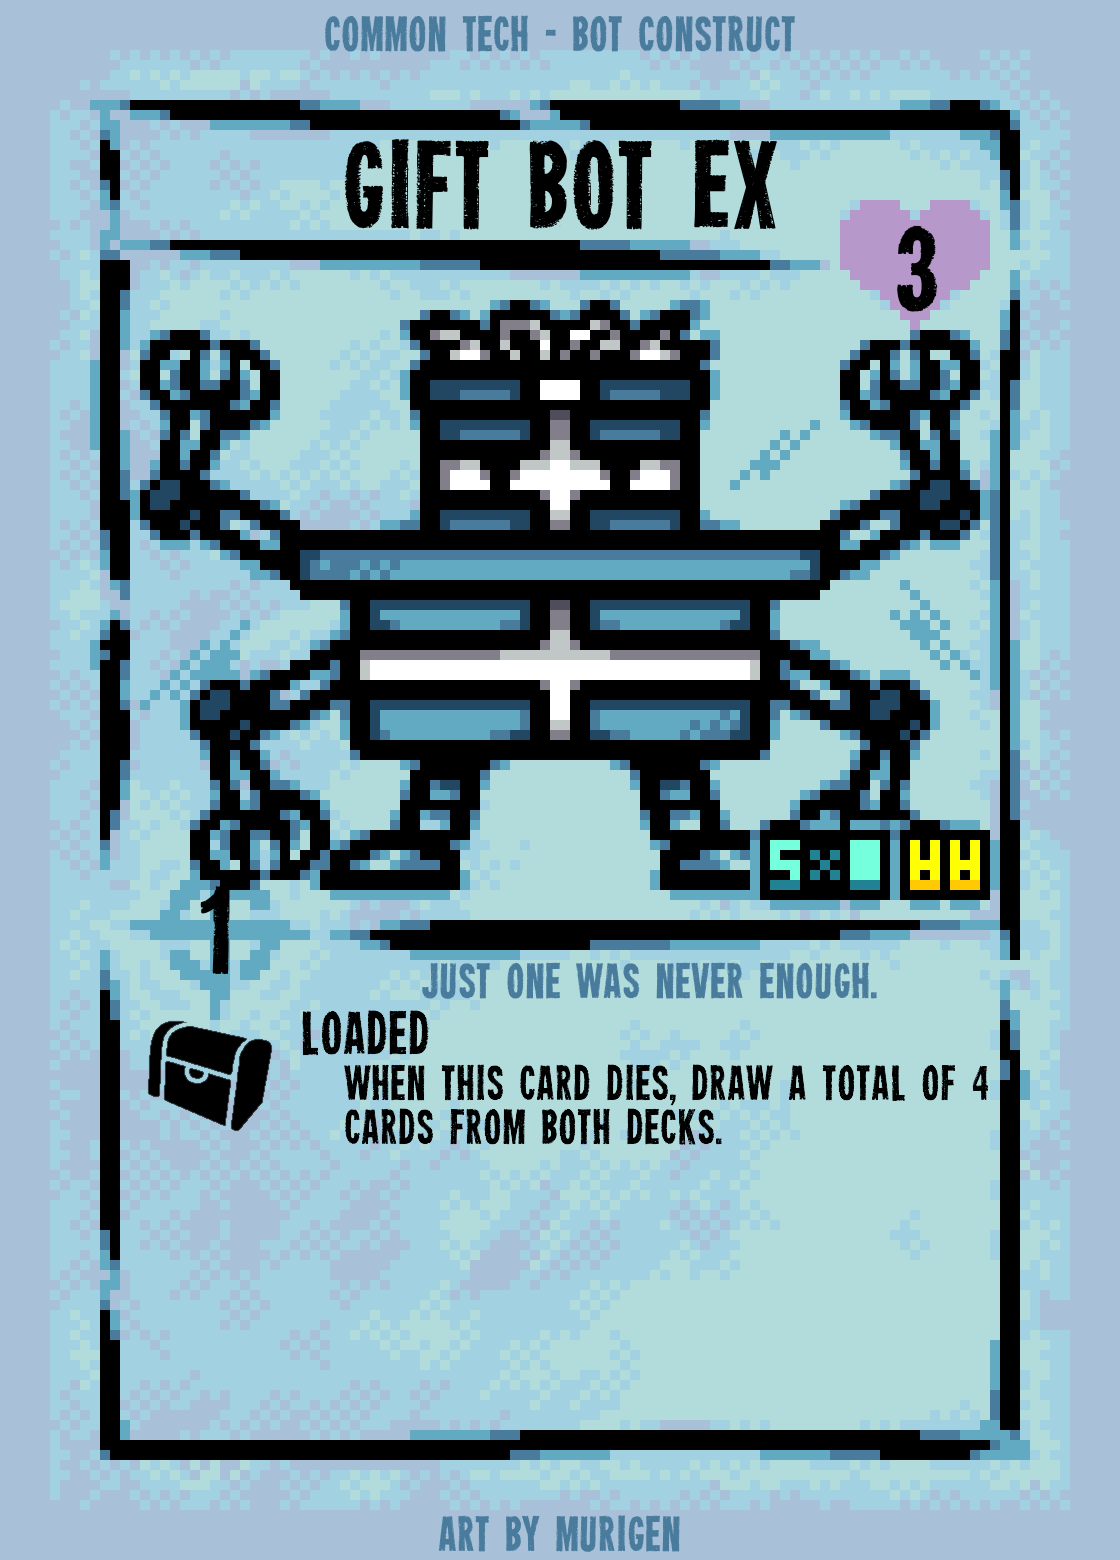 COMMON TECH - BOT CONSTRUCT
GIFT BOT EX
3
5x
1
JUST ONE WAS NEVER ENOUGH.
LOADED
WHEN THIS CARD DIES, DRAW A TOTAL OF 4
CARDS FROM BOTH DECKS.
ART BY MURIGEN